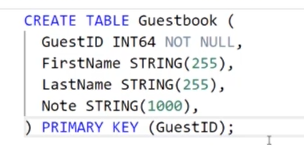 CREATE TABLE Guestbook (
  GuestID INT64 NOT NULL,
  FirstName STRING(255),
  LastName STRING(255),
  Note STRING(1000),
) PRIMARY KEY (GuestID);